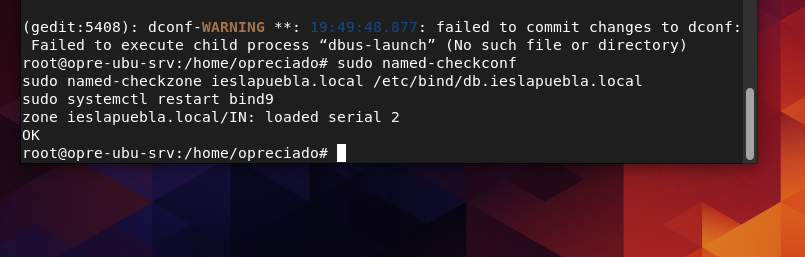 (gedit:5408): dconf-WARNING **: 19:49:48.877: failed to commit changes to dconf:
 Failed to execute child process “dbus-launch” (No such file or directory)
root@opre-ubu-srv:/home/opreciado# sudo named-checkconf
sudo named-checkzone ieslapuebla.local /etc/bind/db.ieslapuebla.local
sudo systemctl restart bind9
zone ieslapuebla.local/IN: loaded serial 2
OK
root@opre-ubu-srv:/home/opreciado#